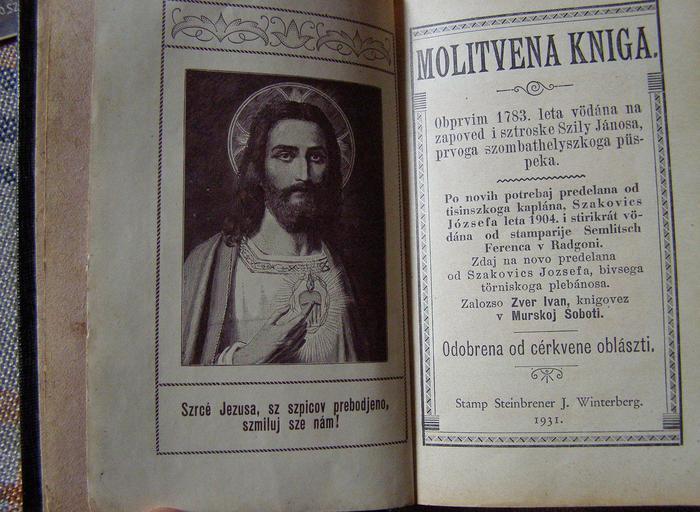 Szrcé Jezusa, sz szpicov prebodjeno,
szmiluj sze nám!
MOLITVENA KNIGA.
Obprvim 1783. leta vödána na
zapoved i sztroske Szily Jánosa,
prvoga szombathelyszkoga püs-
peka.
Po novih potrebaj predelana od
tisinszkoga kaplána, Szakovics
Józsefa leta 1904. i stirikrát vö-
dána od stamparije Semlitsch
Ferenca v Radgoni.
Zdaj na novo predelana
od Szakovics Jozsefa, bivsega
törniskoga plebánosa.
Zalozso Zver Ivan, knigovez
v Murskoj Soboti.
Odobrena od cérkvene oblászti.
Stamp Steinbrener J. Winterberg.
1931.